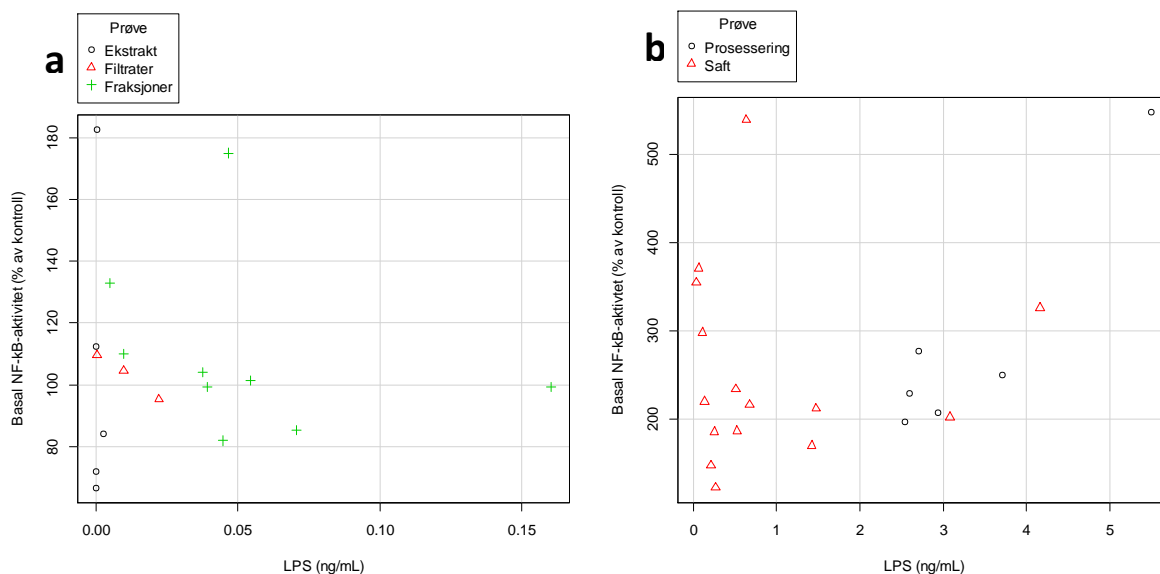 a
Prøve
Ekstrakt
Filtrater
Fraksjoner
Basal NF-kB-aktivitet (% av kontroll)
180
160
140
120
100
80
0.00
0.05
0.10
0.15
LPS (ng/mL)
b
Prøve
Prosessering
Saft
Basal NF-kB-aktivtet (% av kontroll)
500
400
300
200
0
1
2
3
4
5
LPS (ng/mL)